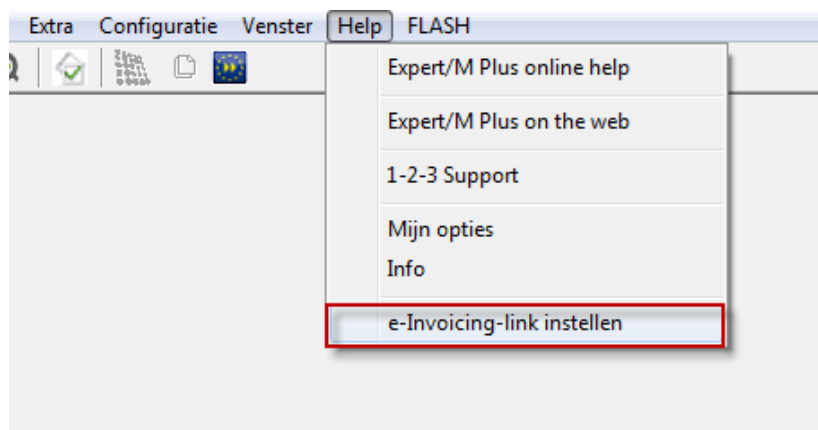 Extra Configuratie Venster Help FLASH
Expert/M Plus online help
Expert/M Plus on the web
1-2-3 Support
Mijn opties
Info
e-Invoicing-link instellen